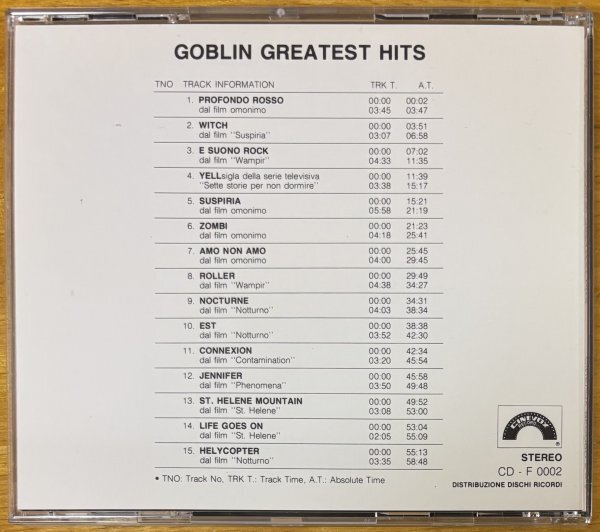 GOBLIN GREATEST HITS
TNO TRACK INFORMATION TRK T. A.T.
1. PROFONDO ROSSO 00:00 00:02
dal film omonimo 03:45 03:47
2. WITCH 00:00 03:51
dal film "Suspiria" 03:07 06:58
3. E SUONO ROCK 00:00 07:02
dal film "Wampir" 04:33 11:35
4. YELLsigla della serie televisiva 00:00 11:39
"Sette storie per non dormire" 03:38 15:17
5. SUSPIRIA 00:00 15:21
dal film omonimo 05:58 21:19
6. ZOMBI 00:00 21:23
dal film omonimo 04:18 25:41
7. AMO NON AMO 00:00 25:45
dal film omonimo 04:00 29:45
8. ROLLER 00:00 29:49
dal film "Wampir" 04:38 34:27
9. NOCTURNE 00:00 34:31
dal film "Notturno" 04:03 38:34
10. EST 00:00 38:38
dal film "Notturno" 03:52 42:30
11. CONNEXION 00:00 42:34
dal film "Contamination" 03:20 45:54
12. JENNIFER 00:00 45:58
dal film "Phenomena" 03:50 49:48
13. ST. HELENE MOUNTAIN 00:00 49:52
dal film "St. Helene" 03:08 53:00
14. LIFE GOES ON 00:00 53:04
dal film "St. Helene" 02:05 55:09
15. HELYCOPTER 00:00 55:13
dal film "Notturno" 03:35 58:48
• TNO: Track No, TRK T.: Track Time, A.T.: Absolute Time
CINEVOX
RECORD
STEREO
CD - F 0002
DISTRIBUZIONE DISCHI RICORDI